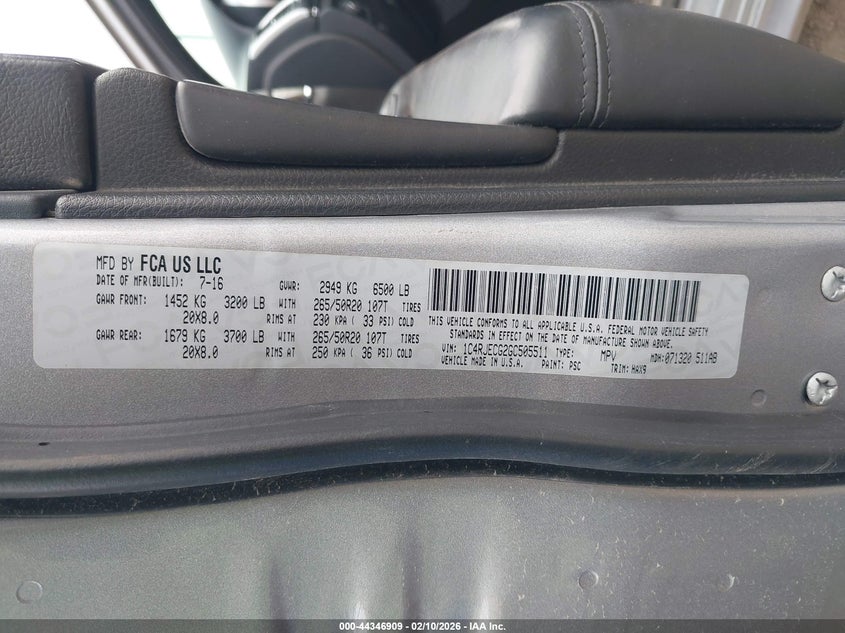 MFD BY FCA US LLC
DATE OF MFR(BUILT): 7-16 GVWR: 2949 KG 6500 LB
GAWR FRONT: 1452 KG 3200 LB WITH 265/50R20 107T TIRES
20X8.0 RIMS AT 230 KPA ( 33 PSI) COLD
GAWR REAR: 1679 KG 3700 LB WITH 265/50R20 107T TIRES
20X8.0 RIMS AT 250 KPA ( 36 PSI) COLD
THIS VEHICLE CONFORMS TO ALL APPLICABLE U.S.A. FEDERAL MOTOR VEHICLE SAFETY
STANDARDS IN EFFECT ON THE DATE OF MANUFACTURE SHOWN ABOVE.
VIN: 1C4RJECG2GC505511 TYPE: MPV MDH:071320 511AB
VEHICLE MADE IN U.S.A. PAINT: PSC TRIM: HAX9
000-44346909 - 02/10/2026 - IAA Inc.